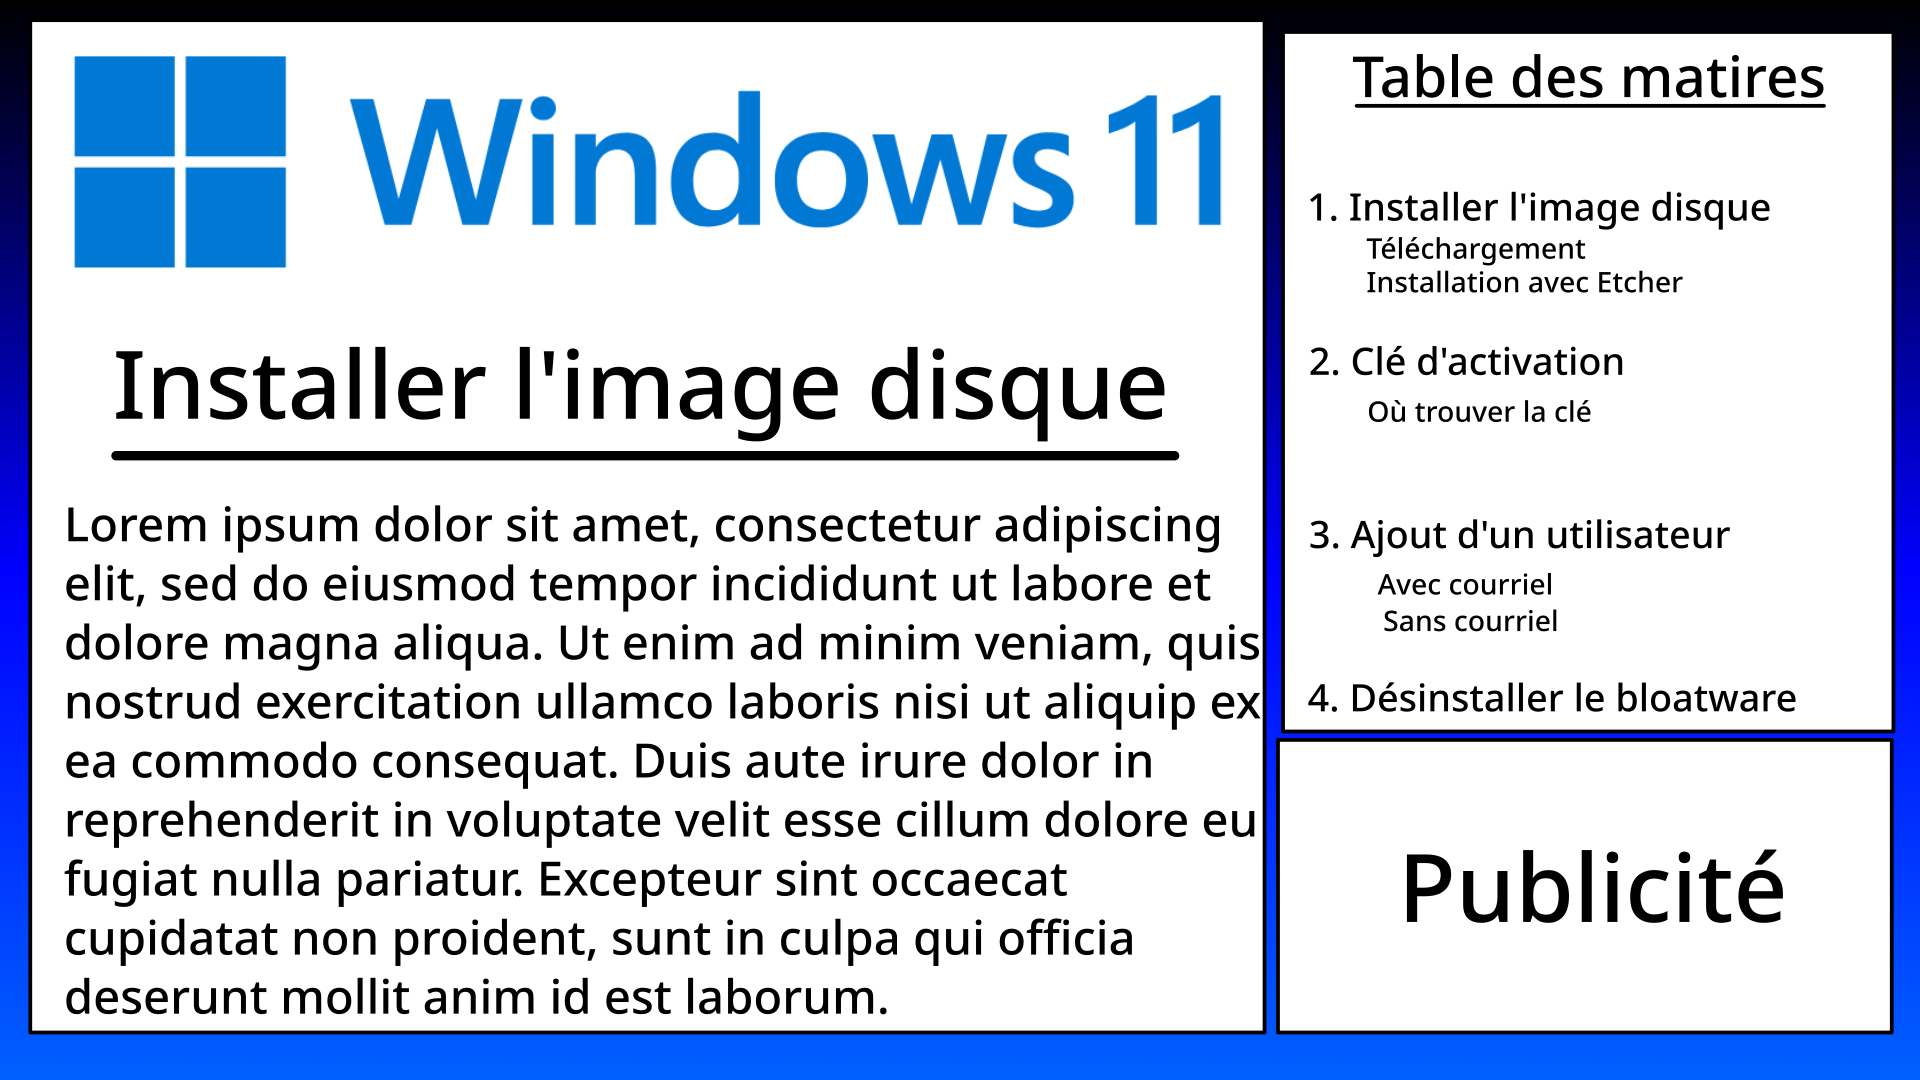 Windows 11
Installer l'image disque
Lorem ipsum dolor sit amet, consectetur adipiscing
elit, sed do eiusmod tempor incididunt ut labore et
dolore magna aliqua. Ut enim ad minim veniam, quis
nostrud exercitation ullamco laboris nisi ut aliquip ex
ea commodo consequat. Duis aute irure dolor in
reprehenderit in voluptate velit esse cillum dolore eu
fugiat nulla pariatur. Excepteur sint occaecat
cupidatat non proident, sunt in culpa qui officia
deserunt mollit anim id est laborum.
Table des matires
1. Installer l'image disque
Téléchargement
Installation avec Etcher
2. Clé d'activation
Où trouver la clé
3. Ajout d'un utilisateur
Avec courriel
Sans courriel
4. Désinstaller le bloatware
Publicité